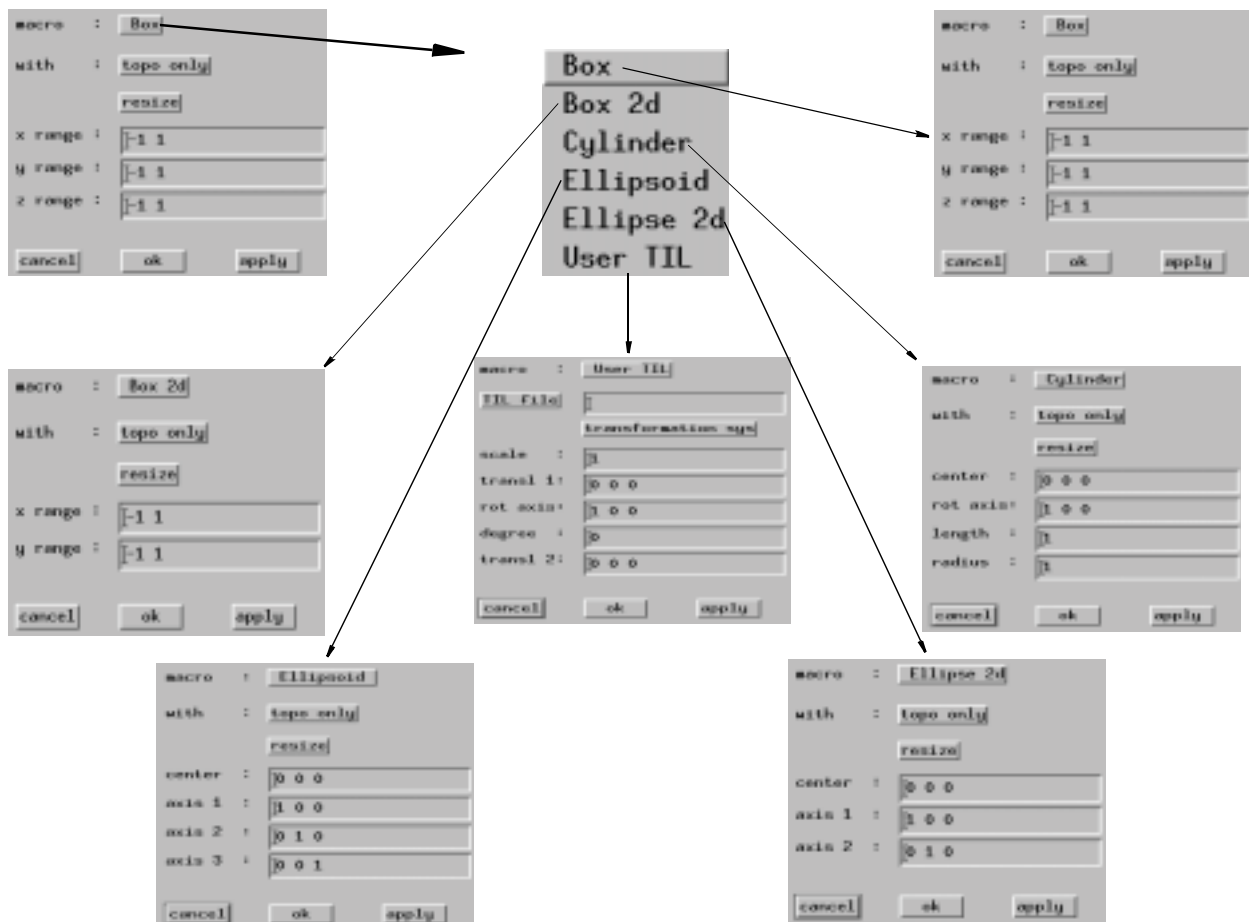 macro : Box
with : topo only
resize
x range : -1 1
y range : -1 1
z range : -1 1
cancel ok apply
Box
Box 2d
Cylinder
Ellipsoid
Ellipse 2d
User TIL
macro : Box
with : topo only
resize
x range : -1 1
y range : -1 1
z range : -1 1
cancel ok apply
macro : Box 2d
with : topo only
resize
x range : -1 1
y range : -1 1
cancel ok apply
macro : User TIL
TIL file
transformation sys
scale : 1
transl 1: 0 0 0
rot axis: 1 0 0
degree : 0
transl 2: 0 0 0
cancel ok apply
macro : Cylinder
with : topo only
resize
center : 0 0 0
rot axis: 1 0 0
length : 1
radius : 1
cancel ok apply
macro : Ellipsoid
with : topo only
resize
center : 0 0 0
axis 1 : 1 0 0
axis 2 : 0 1 0
axis 3 : 0 0 1
cancel ok apply
macro : Ellipse 2d
with : topo only
resize
center : 0 0 0
axis 1 : 1 0 0
axis 2 : 0 1 0
cancel ok apply